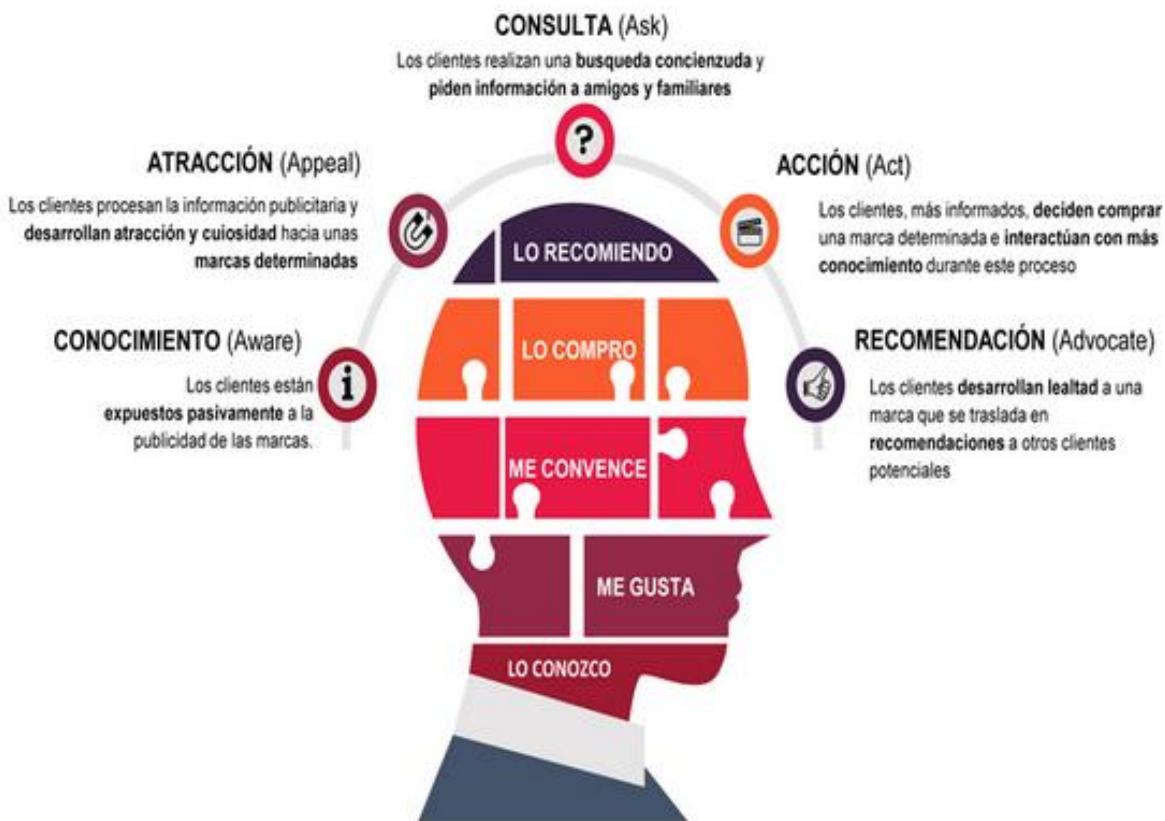 CONSULTA (Ask)
Los clientes realizan una busqueda concienzuda y
piden información a amigos y familiares
?
ATRACCIÓN (Appeal)
Los clientes procesan la información publicitaria y
desarrollan atracción y cuiosidad hacia unas
marcas determinadas
ACCIÓN (Act)
Los clientes, más informados, deciden comprar
una marca determinada e interactúan con más
conocimiento durante este proceso
CONOCIMIENTO (Aware)
Los clientes están
expuestos pasivamente a la
publicidad de las marcas.
i
RECOMENDACIÓN (Advocate)
Los clientes desarrollan lealtad a una
marca que se traslada en
recomendaciones a otros clientes
potenciales
LO RECOMIENDO
LO COMPRO
ME CONVENCE
ME GUSTA
LO CONOZCO